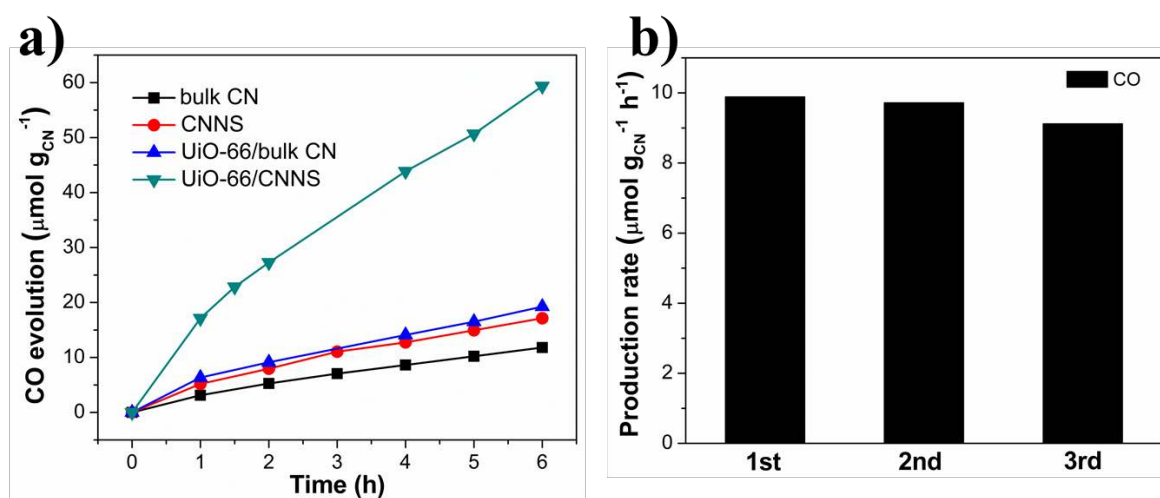 a)
CO evolution (μmol g_CN^-1)
60
50
40
30
20
10
0
bulk CN
CNNS
UiO-66/bulk CN
UiO-66/CNNS
0 1 2 3 4 5 6
Time (h)
b)
Production rate (μmol g_CN^-1 h^-1)
10
8
6
4
2
0
CO
1st 2nd 3rd